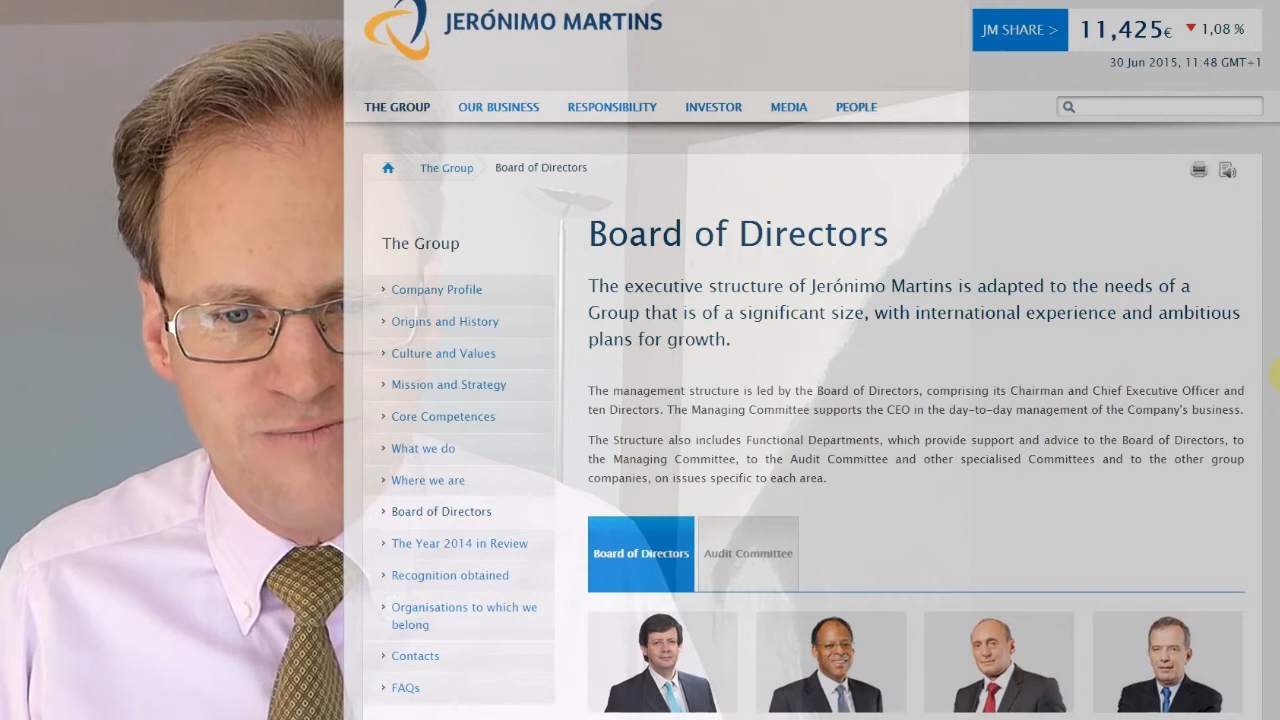 JERÓNIMO MARTINS
JM SHARE >
11,425€
1,08 %
30 Jun 2015, 11:48 GMT+1
THE GROUP
OUR BUSINESS
RESPONSIBILITY
INVESTOR
MEDIA
PEOPLE
The Group
Board of Directors
The Group
Company Profile
Origins and History
Culture and Values
Mission and Strategy
Core Competences
What we do
Where we are
Board of Directors
The Year 2014 in Review
Recognition obtained
Organisations to which we
belong
Contacts
FAQs
Board of Directors
The executive structure of Jerónimo Martins is adapted to the needs of a
Group that is of a significant size, with international experience and ambitious
plans for growth.
The management structure is led by the Board of Directors, comprising its Chairman and Chief Executive Officer and
ten Directors. The Managing Committee supports the CEO in the day-to-day management of the Company's business.
The Structure also includes Functional Departments, which provide support and advice to the Board of Directors, to
the Managing Committee, to the Audit Committee and other specialised Committees and to the other group
companies, on issues specific to each area.
Board of Directors
Audit Committee